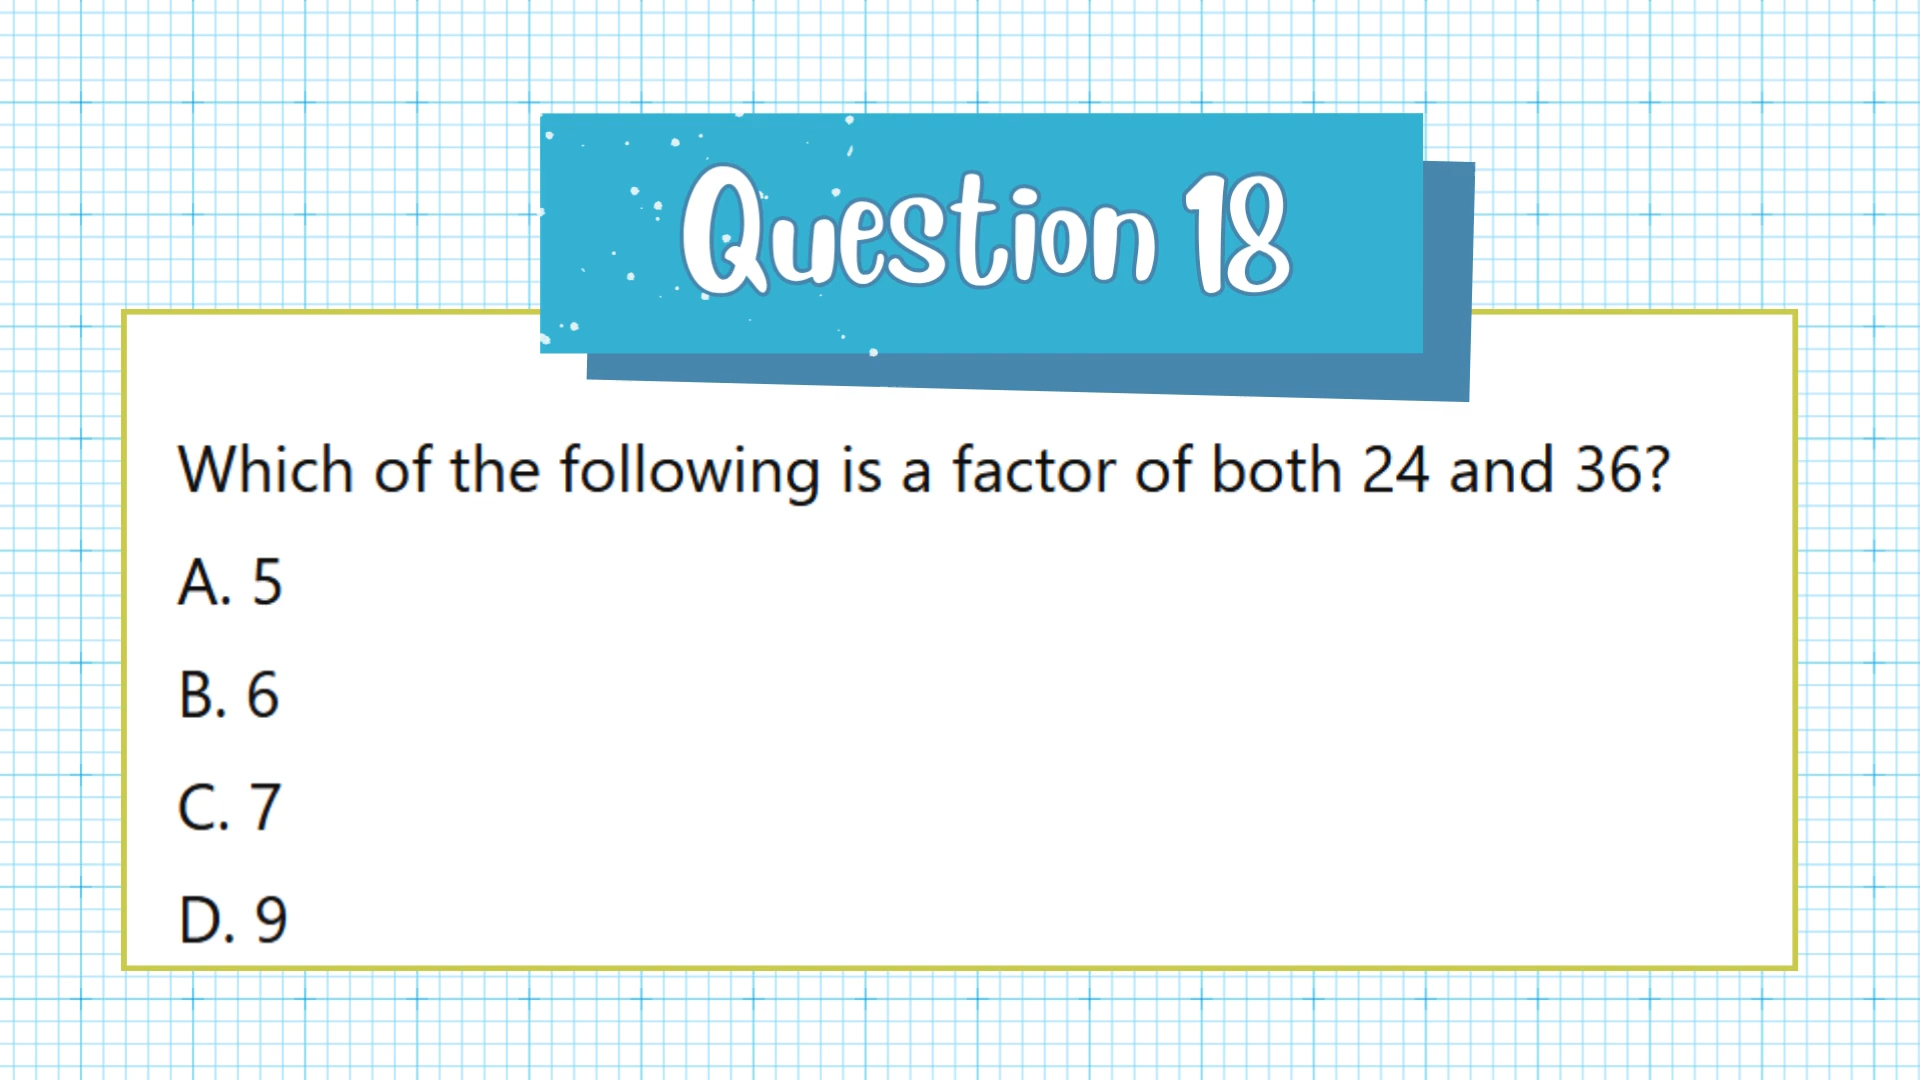 Question 18
Which of the following is a factor of both 24 and 36?
A. 5
B. 6
C. 7
D. 9